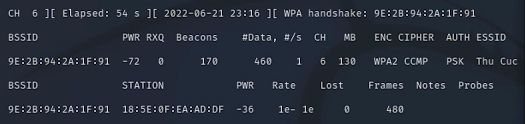 CH 6 ][ Elapsed: 54 s ][ 2022-06-21 23:16 ][ WPA handshake: 9E:2B:94:2A:1F:91
BSSID PWR RXQ Beacons #Data, #/s CH MB ENC CIPHER AUTH ESSID
9E:2B:94:2A:1F:91 -72 0 170 460 1 6 130 WPA2 CCMP PSK Thu Cuc
BSSID STATION PWR Rate Lost Frames Notes Probes
9E:2B:94:2A:1F:91 18:5E:0F:EA:AD:DF -36 1e- 1e 0 480